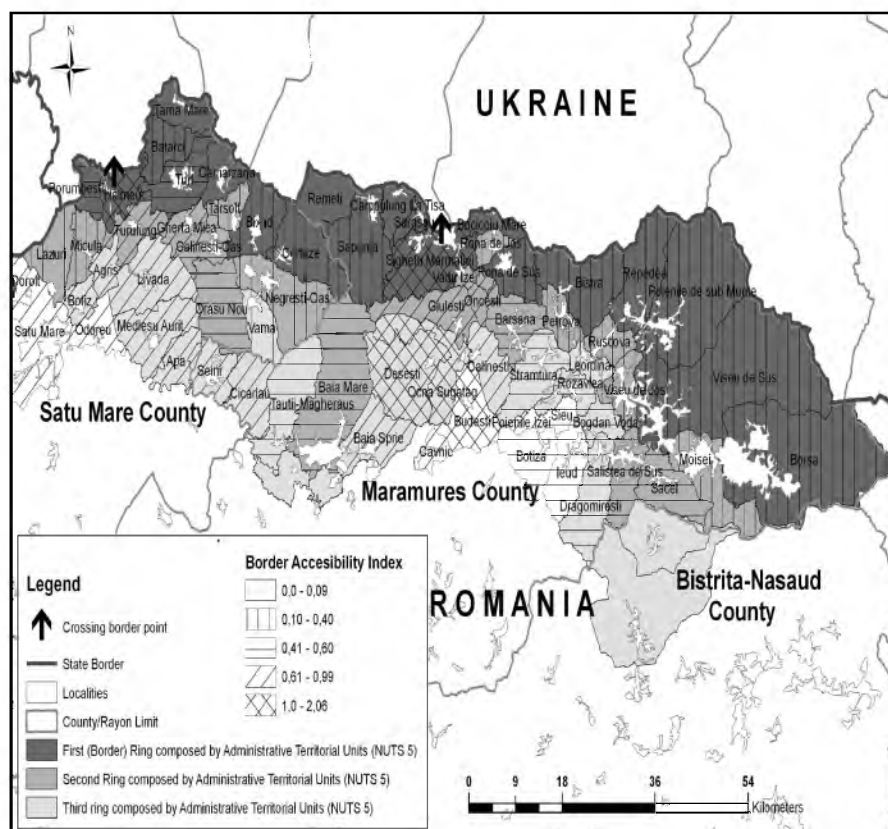 N
UKRAINE
Tarna Mare
Batarci
Turt
Camarzana
Porumbesti
Halmeu
Tarsolt
Remeti
Campulung La Tisa
Sarasau
Bocicoiu Mare
Rona de Jos
Turulung
Gherta Mica
Bixad
Certeze
Sapanta
Sighetu Marmatiei
Vadu Izei
Rona de Sus
Bistra
Repedea
Poienile de sub Munte
Lazuri
Micula
Agris
Calinesti-Oas
Livada
Negresti-Oas
Giulesti
Oncesti
Barsana
Petrova
Ruscova
Dorolt
Botiz
Orasu Nou
Vama
Calinesti
Leordina
Viseu de Sus
Satu Mare
Odoreu
Mediesu Aurit
Apa
Seini
Baia Mare
Desesti
Ocna Sugatag
Stramtura
Rozavlea
Viseu de Jos
Cicarlau
Tauti-Magheraus
Budesti
Poienile Izei
Sieu
Bogdan Voda
Borsa
Satu Mare County
Baia Sprie
Cavnic
Botiza
Ieud
Salistea de Sus
Moisei
Sacel
Maramures County
Dragomiresti
Bistrita-Nasaud
County
ROMANIA
Legend
Crossing border point
State Border
Localities
County/Rayon Limit
First (Border) Ring composed by Administrative Territorial Units (NUTS 5)
Second Ring composed by Administrative Territorial Units (NUTS 5)
Third ring composed by Administrative Territorial Units (NUTS 5)
Border Accesibility Index
0,0 - 0,09
0,10 - 0,40
0,41 - 0,60
0,61 - 0,99
1,0 - 2,06
0 9 18 36 54
Kilometers